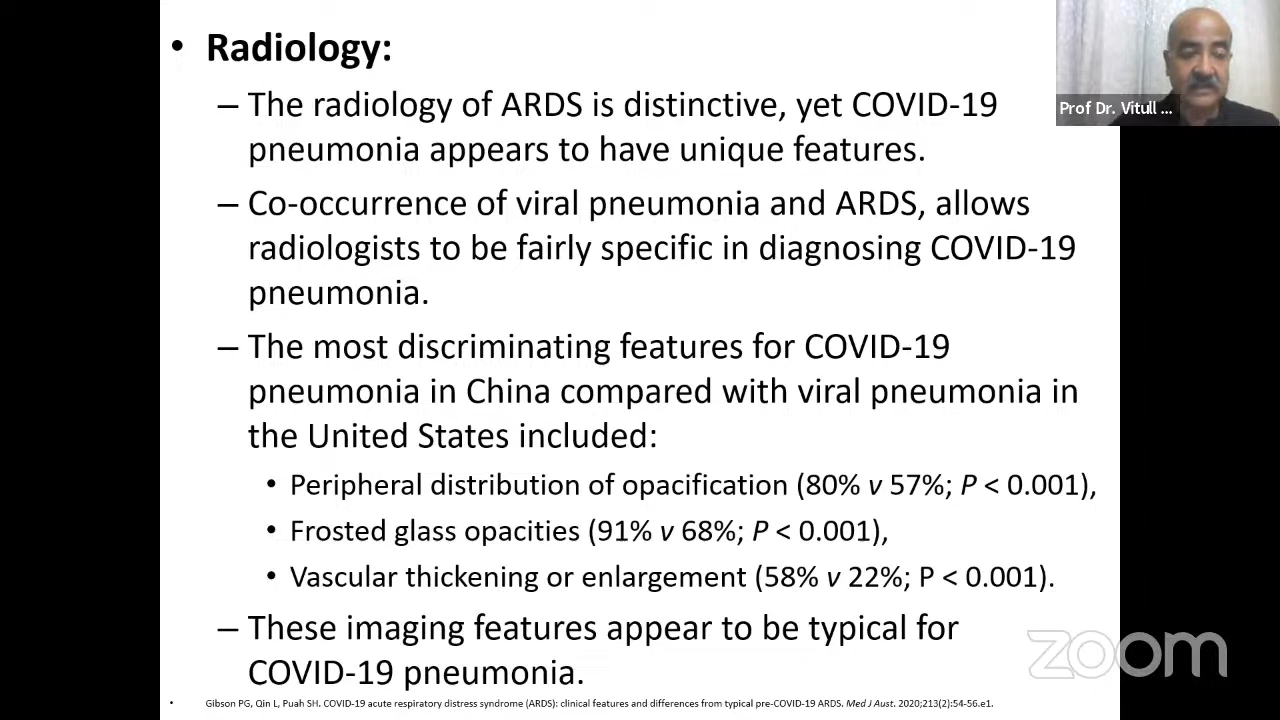 • Radiology:
– The radiology of ARDS is distinctive, yet COVID-19
pneumonia appears to have unique features.
– Co-occurrence of viral pneumonia and ARDS, allows
radiologists to be fairly specific in diagnosing COVID-19
pneumonia.
– The most discriminating features for COVID-19
pneumonia in China compared with viral pneumonia in
the United States included:
• Peripheral distribution of opacification (80% v 57%; P < 0.001),
• Frosted glass opacities (91% v 68%; P < 0.001),
• Vascular thickening or enlargement (58% v 22%; P < 0.001).
– These imaging features appear to be typical for
COVID-19 pneumonia.
• Gibson PG, Qin L, Puah SH. COVID-19 acute respiratory distress syndrome (ARDS): clinical features and differences from typical pre-COVID-19 ARDS. Med J Aust. 2020;213(2):54-56.e1.
Prof Dr. Vitull ...
zoom